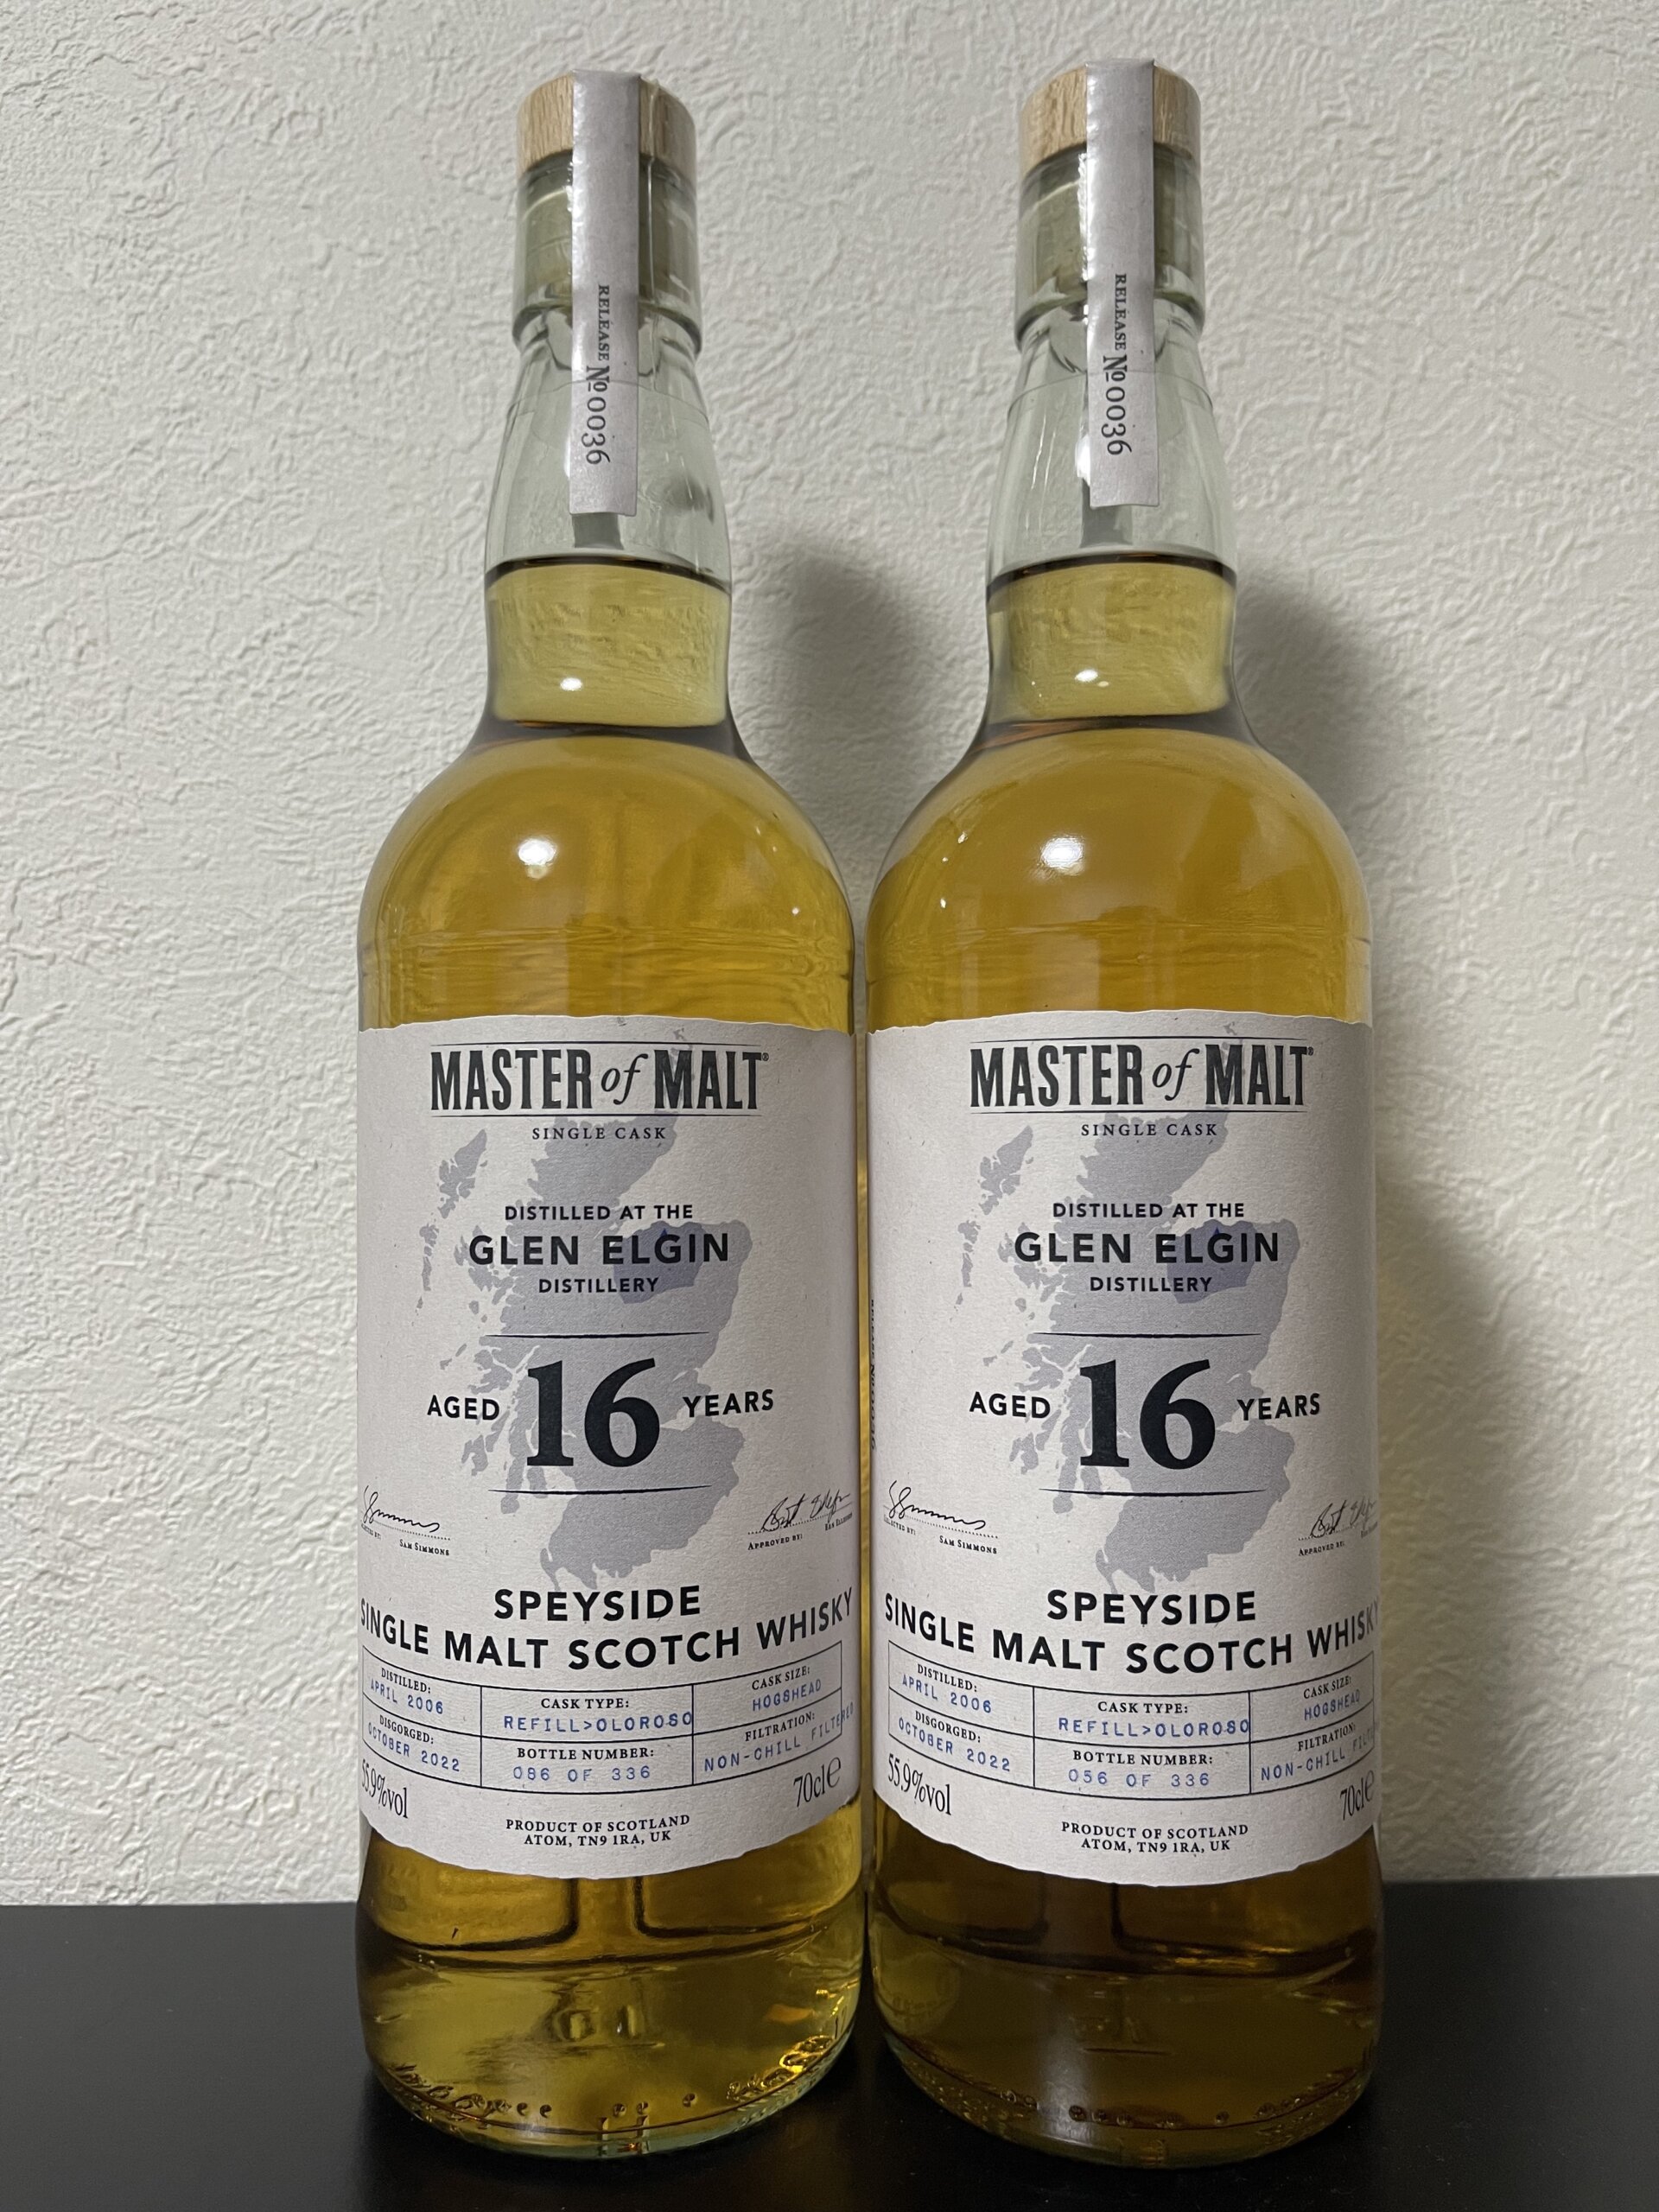 RELEASE №0036
MASTER of MALT®
SINGLE CASK
DISTILLED AT THE
GLEN ELGIN
DISTILLERY
AGED 16 YEARS
SELECTED BY: SAM SIMMONS
APPROVED BY: BEN ELLEFSEN
SPEYSIDE
SINGLE MALT SCOTCH WHISKY
DISTILLED:
APRIL 2006
CASK TYPE:
REFILL>OLOROSO
CASK SIZE:
HOGSHEAD
DISGORGED:
OCTOBER 2022
BOTTLE NUMBER:
086 OF 336
FILTRATION:
NON-CHILL FILTERED
55.9%vol
70cl e
PRODUCT OF SCOTLAND
ATOM, TN9 1RA, UK
RELEASE №0036
MASTER of MALT®
SINGLE CASK
DISTILLED AT THE
GLEN ELGIN
DISTILLERY
AGED 16 YEARS
SELECTED BY: SAM SIMMONS
APPROVED BY:
SPEYSIDE
SINGLE MALT SCOTCH WHISKY
DISTILLED:
APRIL 2006
CASK TYPE:
REFILL>OLOROSO
CASK SIZE:
HOGSHEAD
DISGORGED:
OCTOBER 2022
BOTTLE NUMBER:
056 OF 336
FILTRATION:
NON-CHILL
55.9%vol
70cl e
PRODUCT OF SCOTLAND
ATOM, TN9 1RA, UK